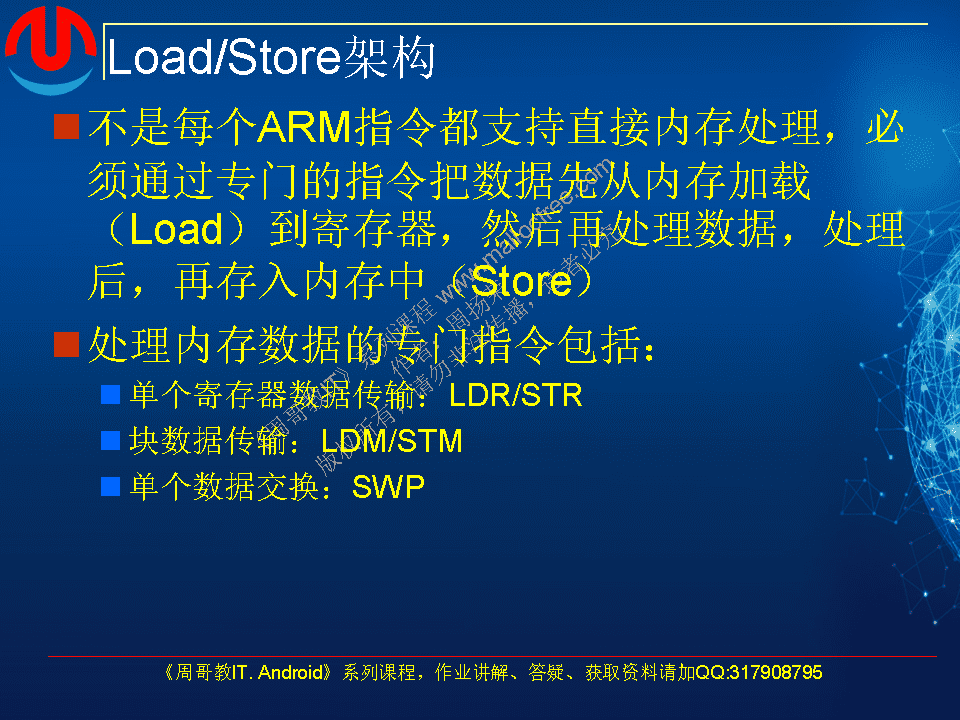 Load/Store架构
不是每个ARM指令都支持直接内存处理，必
须通过专门的指令把数据先从内存加载
（Load）到寄存器，然后再处理数据，处理
后，再存入内存中（Store）
处理内存数据的专门指令包括：
单个寄存器数据传输：LDR/STR
块数据传输：LDM/STM
单个数据交换：SWP
《周哥教IT. Android》系列课程，作业讲解、答疑、获取资料请加QQ:317908795